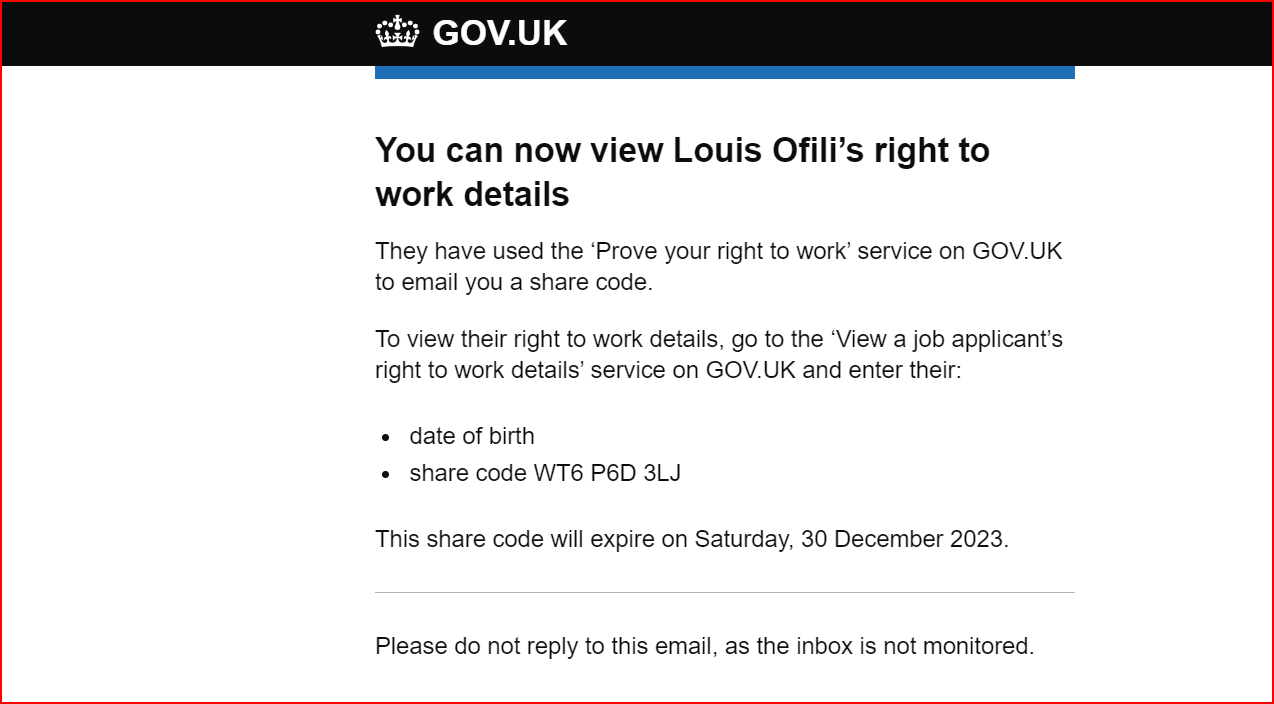 GOV.UK
You can now view Louis Ofili’s right to
work details
They have used the ‘Prove your right to work’ service on GOV.UK
to email you a share code.
To view their right to work details, go to the ‘View a job applicant’s
right to work details’ service on GOV.UK and enter their:
• date of birth
• share code WT6 P6D 3LJ
This share code will expire on Saturday, 30 December 2023.
Please do not reply to this email, as the inbox is not monitored.